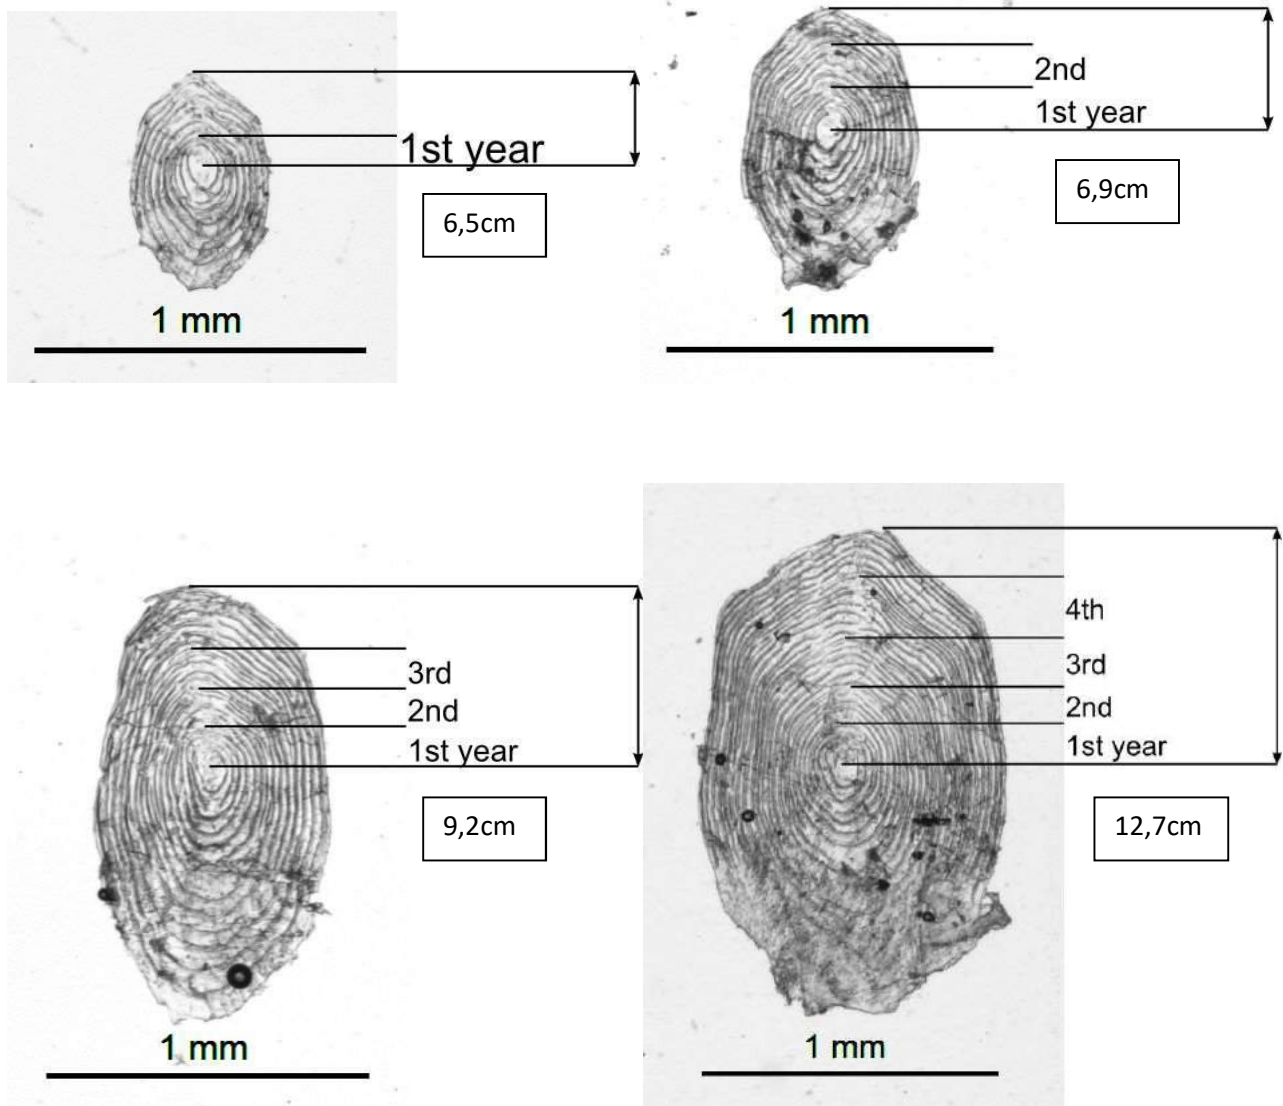 1st year
6,5cm
1 mm
2nd
1st year
6,9cm
1 mm
3rd
2nd
1st year
9,2cm
1 mm
4th
3rd
2nd
1st year
12,7cm
1 mm